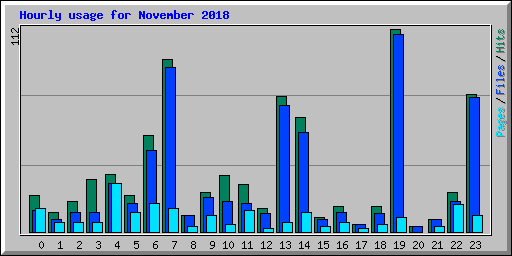 Hourly usage for November 2018
112
Pages / Files / Hits
0 1 2 3 4 5 6 7 8 9 10 11 12 13 14 15 16 17 18 19 20 21 22 23